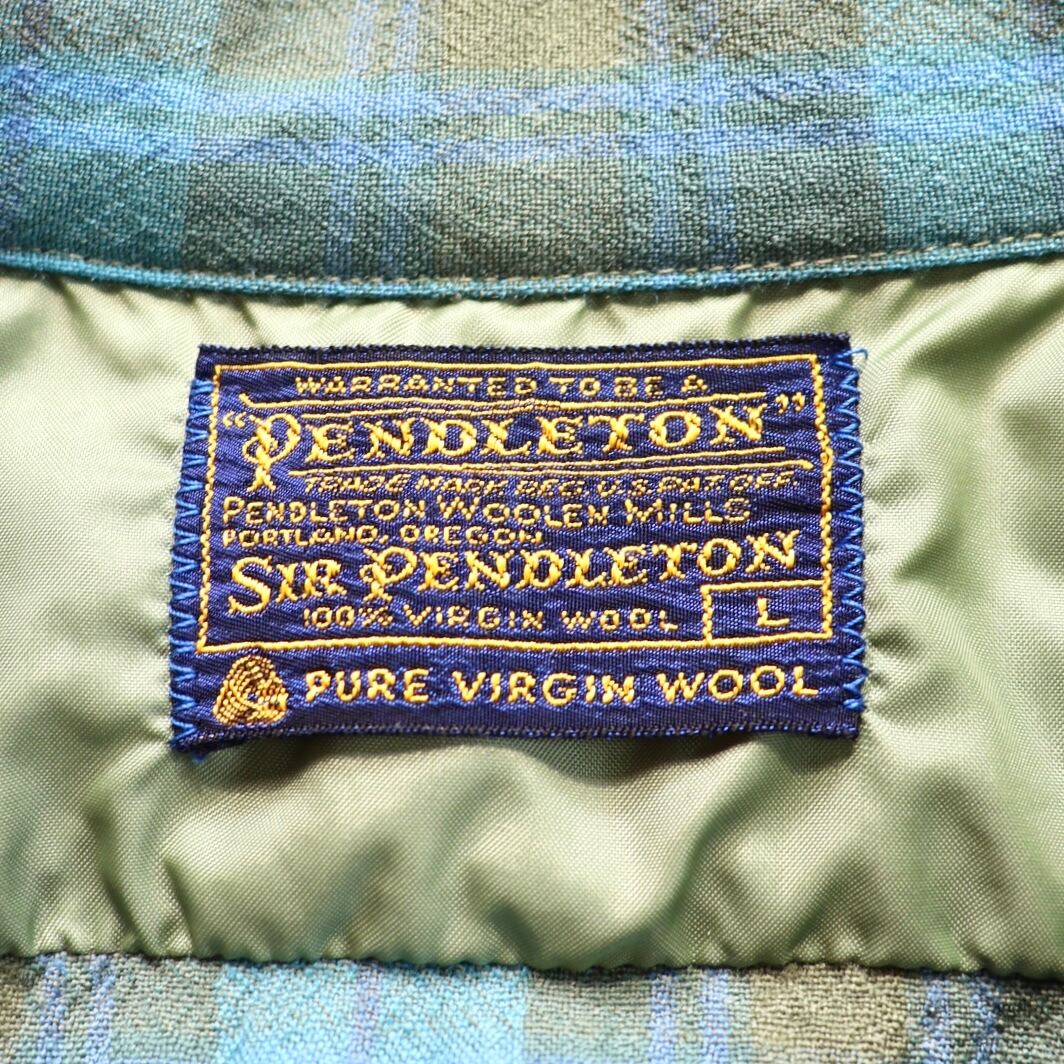 WARRANTED TO BE A
"PENDLETON"
TRADE MARK REG. U.S. PAT. OFF.
PENDLETON WOOLEN MILLS
PORTLAND, OREGON
SIR PENDLETON
100% VIRGIN WOOL
L
PURE VIRGIN WOOL